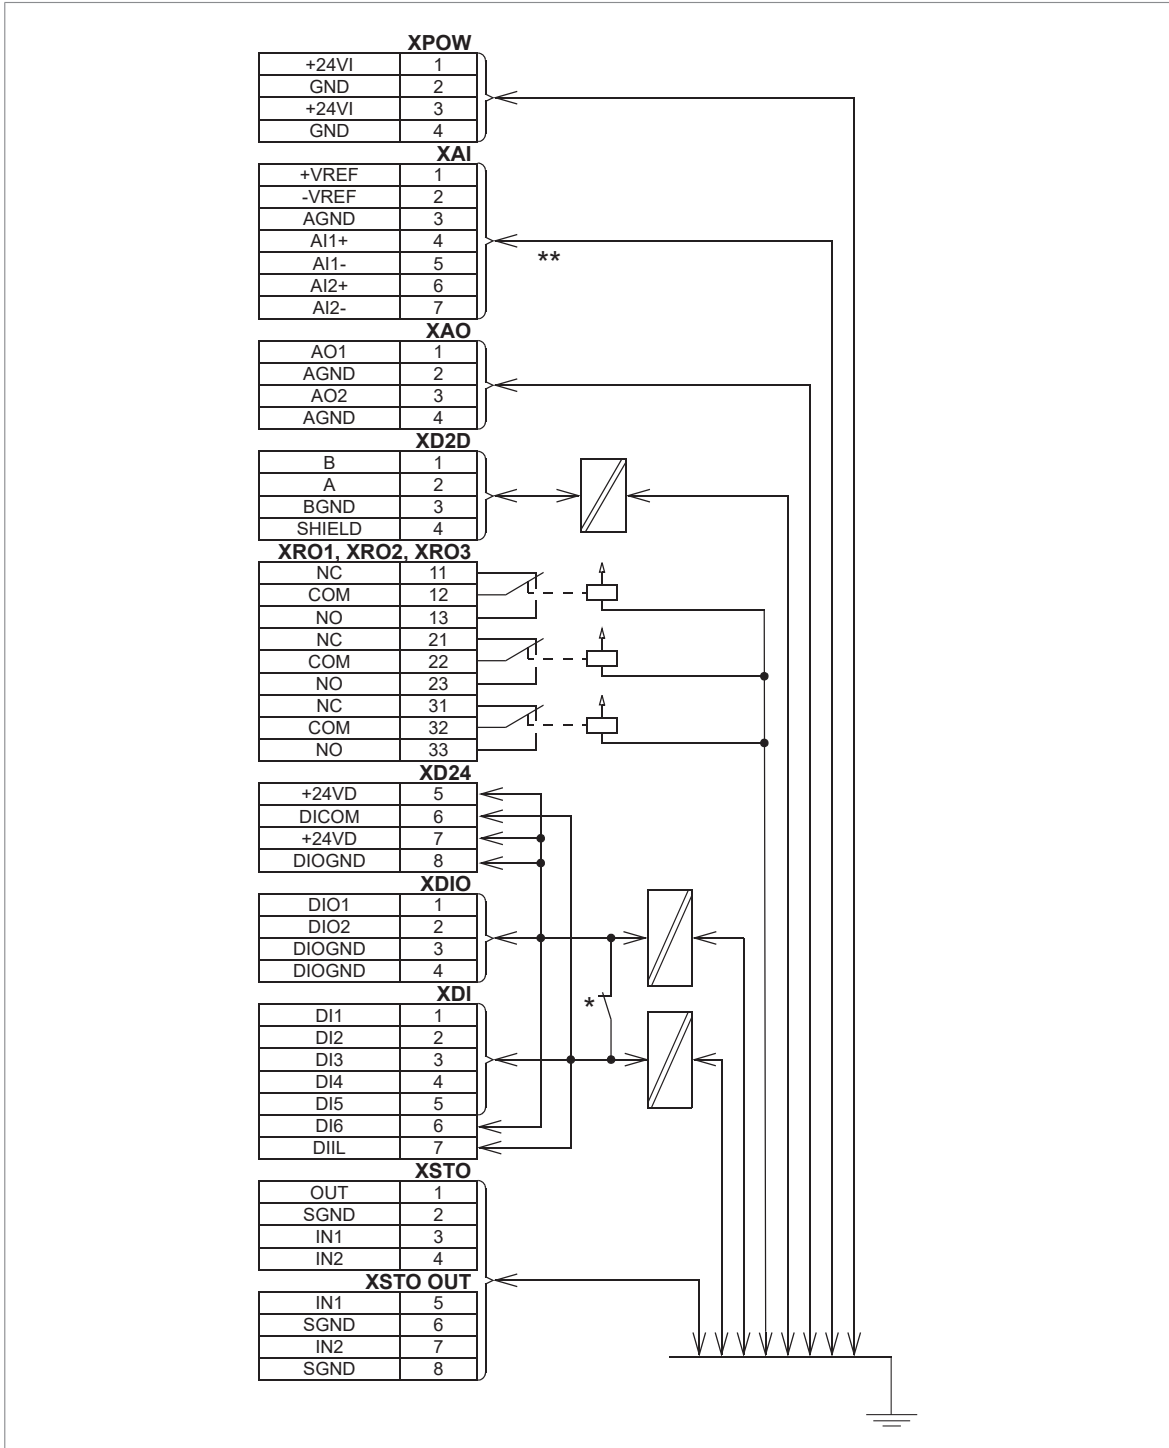 XPOW
+24VI 1
GND 2
+24VI 3
GND 4
XAI
+VREF 1
-VREF 2
AGND 3
AI1+ 4
**
AI1- 5
AI2+ 6
AI2- 7
XAO
AO1 1
AGND 2
AO2 3
AGND 4
XD2D
B 1
A 2
BGND 3
SHIELD 4
XRO1, XRO2, XRO3
NC 11
COM 12
NO 13
NC 21
COM 22
NO 23
NC 31
COM 32
NO 33
XD24
+24VD 5
DICOM 6
+24VD 7
DIOGND 8
XDIO
DIO1 1
DIO2 2
DIOGND 3
DIOGND 4
XDI
*
DI1 1
DI2 2
DI3 3
DI4 4
DI5 5
DI6 6
DIIL 7
XSTO
OUT 1
SGND 2
IN1 3
IN2 4
XSTO OUT
IN1 5
SGND 6
IN2 7
SGND 8